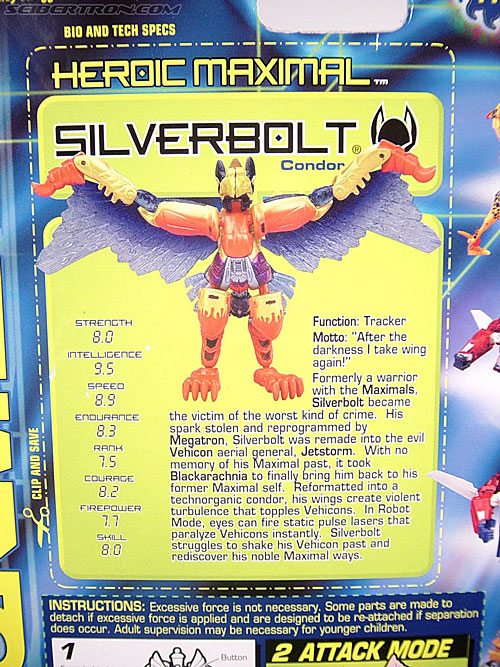 SEIBERTRON.COM
BIO AND TECH SPECS
HEROIC MAXIMAL™
SILVERBOLT®
Condor
STRENGTH
8.0
INTELLIGENCE
9.5
SPEED
8.9
ENDURANCE
8.3
RANK
7.5
COURAGE
8.2
FIREPOWER
7.7
SKILL
8.0
Function: Tracker
Motto: "After the
darkness I take wing
again!"
Formerly a warrior
with the Maximals,
Silverbolt became
the victim of the worst kind of crime. His
spark stolen and reprogrammed by
Megatron, Silverbolt was remade into the evil
Vehicon aerial general, Jetstorm. With no
memory of his Maximal past, it took
Blackarachnia to finally bring him back to his
former Maximal self. Reformatted into a
technorganic condor, his wings create violent
turbulence that topples Vehicons. In Robot
Mode, eyes can fire static pulse lasers that
paralyze Vehicons instantly. Silverbolt
struggles to shake his Vehicon past and
rediscover his noble Maximal ways.
CLIP AND SAVE
INSTRUCTIONS: Excessive force is not necessary. Some parts are made to
detach if excessive force is applied and are designed to be re-attached if separation
does occur. Adult supervision may be necessary for younger children.
1
Button
2 ATTACK MODE